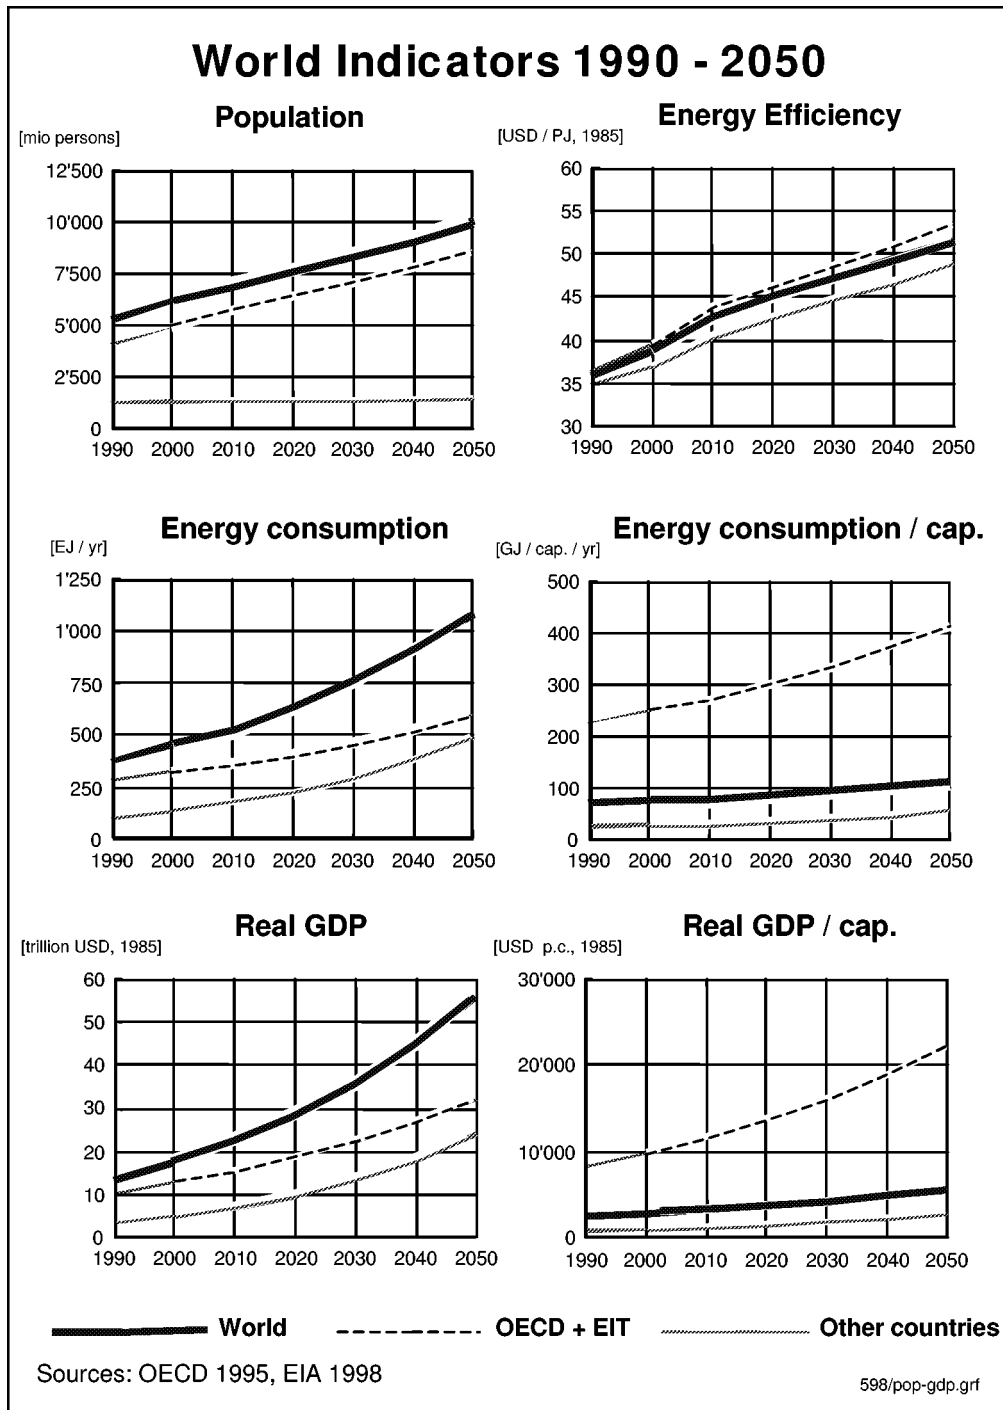 World Indicators 1990 - 2050
Population
[mio persons]
12'500
10'000
7'500
5'000
2'500
0
1990 2000 2010 2020 2030 2040 2050
Energy Efficiency
[USD / PJ, 1985]
60
55
50
45
40
35
30
1990 2000 2010 2020 2030 2040 2050
Energy consumption
[EJ / yr]
1'250
1'000
750
500
250
0
1990 2000 2010 2020 2030 2040 2050
Energy consumption / cap.
[GJ / cap. / yr]
500
400
300
200
100
0
1990 2000 2010 2020 2030 2040 2050
Real GDP
[trillion USD, 1985]
60
50
40
30
20
10
0
1990 2000 2010 2020 2030 2040 2050
Real GDP / cap.
[USD p.c., 1985]
30'000
20'000
10'000
0
1990 2000 2010 2020 2030 2040 2050
World OECD + EIT Other countries
Sources: OECD 1995, EIA 1998
598/pop-gdp.grf